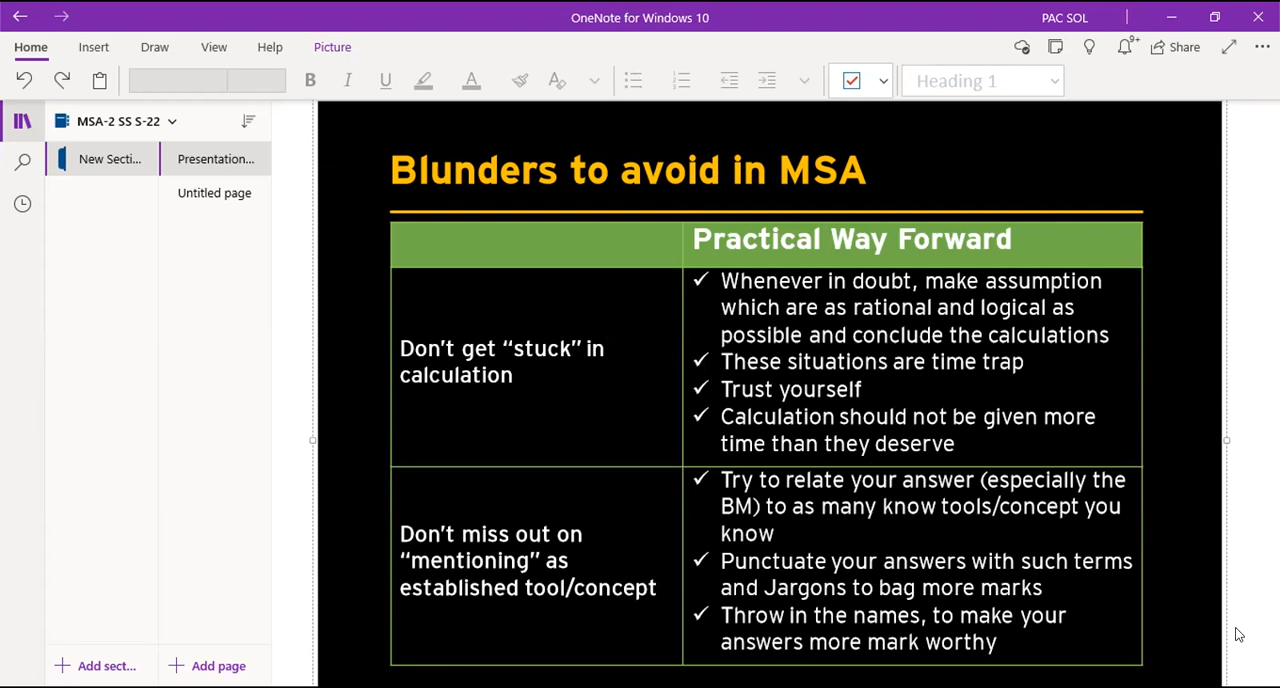 OneNote for Windows 10
PAC SOL
Home Insert Draw View Help Picture
9+
Share
B I U A A
Heading 1
MSA-2 SS S-22
New Secti...
Presentation...
Untitled page
Blunders to avoid in MSA
Practical Way Forward
Don't get “stuck” in
calculation
✓ Whenever in doubt, make assumption
which are as rational and logical as
possible and conclude the calculations
✓ These situations are time trap
✓ Trust yourself
✓ Calculation should not be given more
time than they deserve
Don't miss out on
“mentioning” as
established tool/concept
✓ Try to relate your answer (especially the
BM) to as many know tools/concept you
know
✓ Punctuate your answers with such terms
and Jargons to bag more marks
✓ Throw in the names, to make your
answers more mark worthy
+ Add sect...
+ Add page